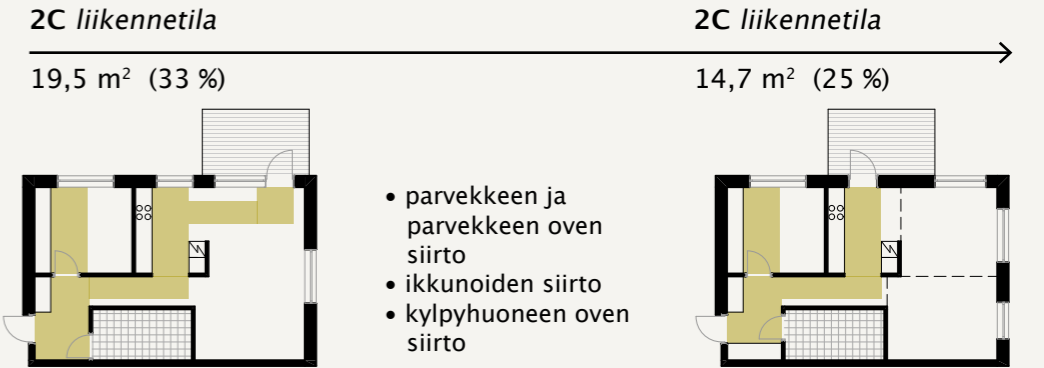 2C liikennetila
2C liikennetila
19,5 m² (33 %)
14,7 m² (25 %)
• parvekkeen ja
parvekkeen oven
siirto
• ikkunoiden siirto
• kylpyhuoneen oven
siirto